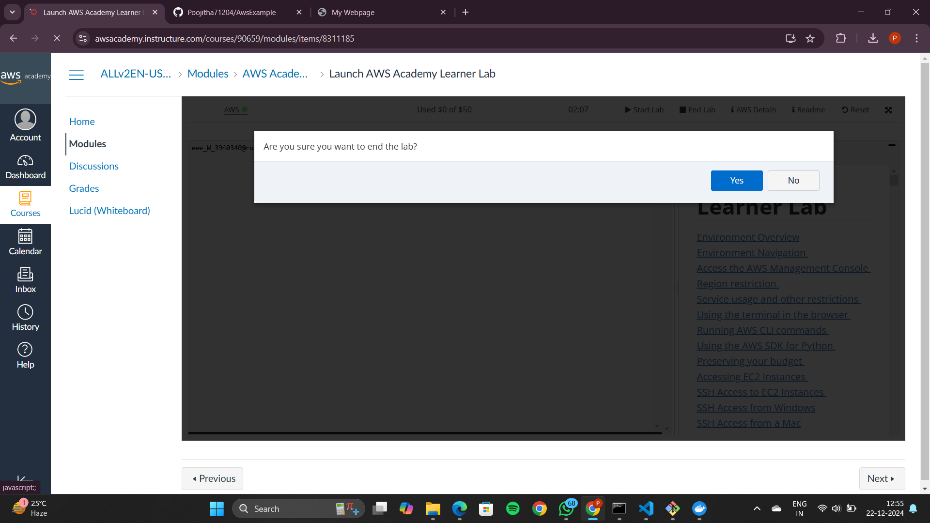 Launch AWS Academy Learner
Poojitha71204/AwsExample
My Webpage
awsacademy.instructure.com/courses/90659/modules/items/8311185
P
aws academy
ALLv2EN-US... > Modules > AWS Acade... > Launch AWS Academy Learner Lab
Account
Dashboard
Courses
Calendar
Inbox
History
Help
Home
Modules
Discussions
Grades
Lucid (Whiteboard)
AWS
Used $0 of $50
02:07
Start Lab
End Lab
AWS Details
Readme
Reset
Are you sure you want to end the lab?
Yes
No
Learner Lab
Environment Overview
Environment Navigation
Access the AWS Management Console
Region restriction
Service usage and other restrictions
Using the terminal in the browser
Running AWS CLI commands
Using the AWS SDK for Python
Preserving your budget
Accessing EC2 Instances
SSH Access to EC2 Instances
SSH Access from Windows
SSH Access from a Mac
Previous
Next
javascript:;
1
25°C
Haze
Search
P
ENG
IN
12:55
22-12-2024